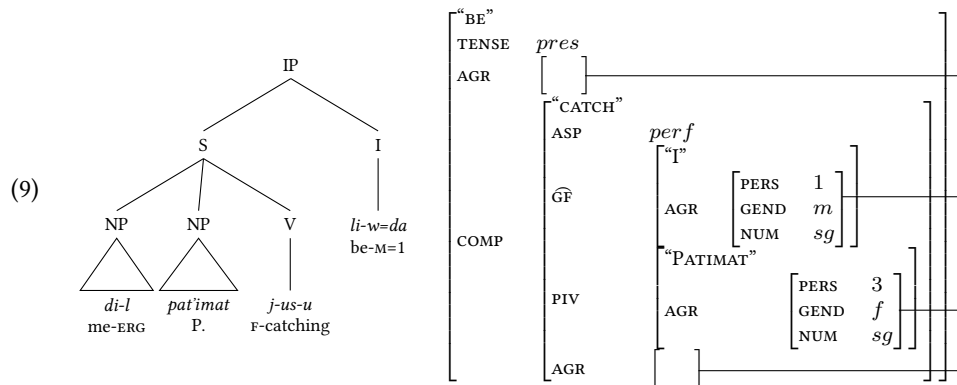 (9)
IP
S I
NP NP V li-w=da
be-M=1
di-l pat'imat j-us-u
me-ERG P. F-catching
“BE”
TENSE pres
AGR
COMP
“CATCH”
ASP perf
G͡F
“I”
AGR
PERS 1
GEND m
NUM sg
PIV
“PATIMAT”
AGR
PERS 3
GEND f
NUM sg
AGR